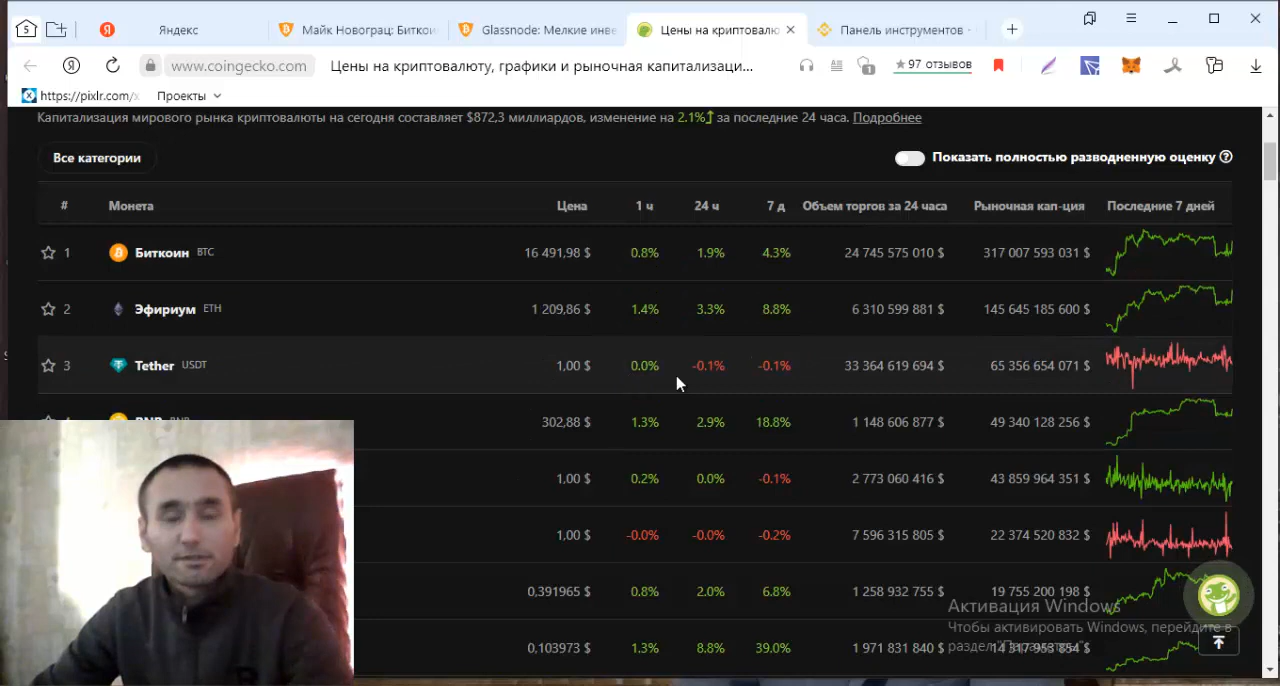 5
Яндекс
Майк Новограц: Биткои
Glassnode: Мелкие инве
Цены на криптовалю
Панель инструментов -
www.coingecko.com
Цены на криптовалюту, графики и рыночная капитализаци...
★ 97 отзывов
1
https://pixlr.com/x
Проекты
Капитализация мирового рынка криптовалюты на сегодня составляет $872,3 миллиардов, изменение на 2.1% за последние 24 часа. Подробнее
Все категории
Показать полностью разводненную оценку
# Монета Цена 1 ч 24 ч 7 д Объем торгов за 24 часа Рыночная кап-ция Последние 7 дней
1 Биткоин BTC 16 491,98 $ 0.8% 1.9% 4.3% 24 745 575 010 $ 317 007 593 031 $
2 Эфириум ETH 1 209,86 $ 1.4% 3.3% 8.8% 6 310 599 881 $ 145 645 185 600 $
3 Tether USDT 1,00 $ 0.0% -0.1% -0.1% 33 364 619 694 $ 65 356 654 071 $
302,88 $ 1.3% 2.9% 18.8% 1 148 606 877 $ 49 340 128 256 $
1,00 $ 0.2% 0.0% -0.1% 2 773 060 416 $ 43 859 964 351 $
1,00 $ -0.0% -0.0% -0.2% 7 596 315 805 $ 22 374 520 832 $
0,391965 $ 0.8% 2.0% 6.8% 1 258 932 755 $ 19 755 200 198 $
Активация Windows
Чтобы активировать Windows, перейдите в
раздел "Параметры".
0,103973 $ 1.3% 8.8% 39.0% 1 971 831 840 $